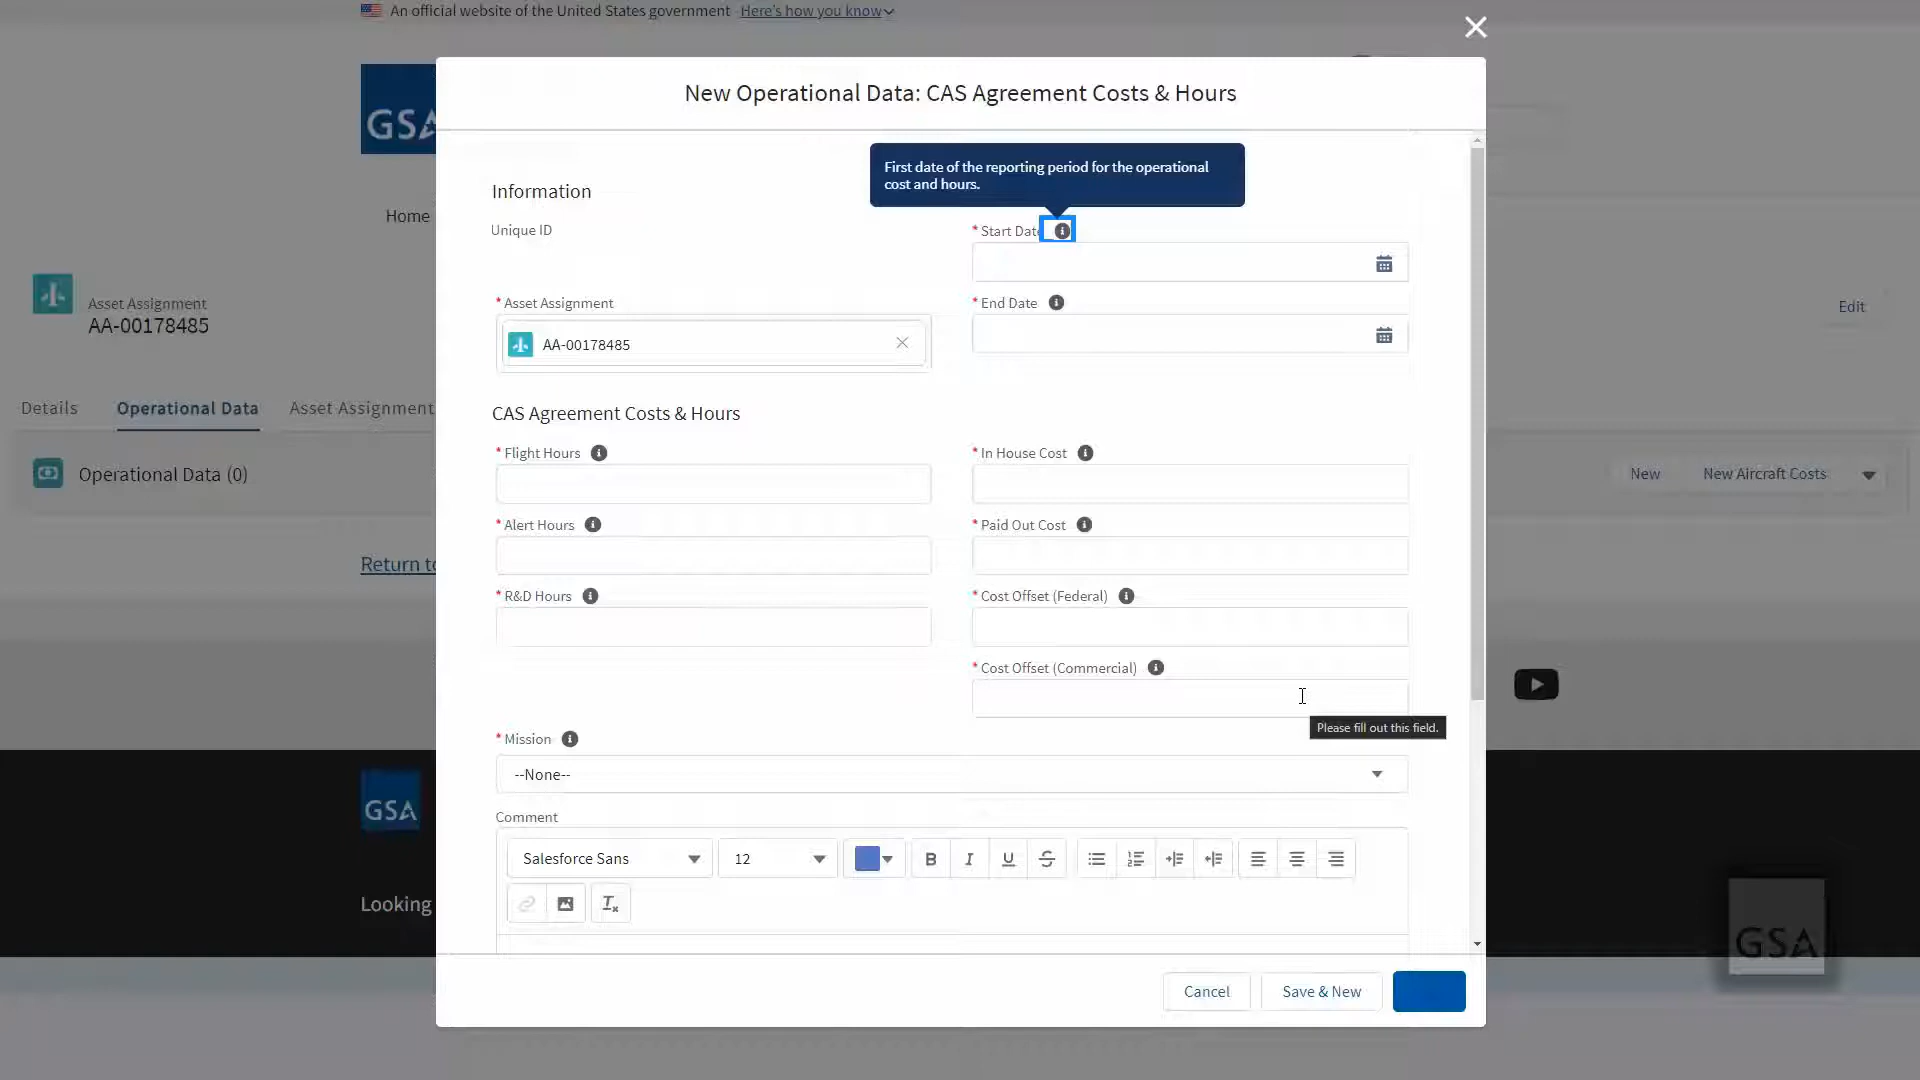 An official website of the United States government Here's how you know
New Operational Data: CAS Agreement Costs & Hours
GSA
First date of the reporting period for the operational
cost and hours.
Information
Home
Unique ID
* Start Date
Asset Assignment
AA-00178485
Edit
* Asset Assignment
AA-00178485
* End Date
Details
Operational Data
Asset Assignment
CAS Agreement Costs & Hours
Operational Data (0)
New
New Aircraft Costs
* Flight Hours
* In House Cost
* Alert Hours
* Paid Out Cost
Return to
* R&D Hours
* Cost Offset (Federal)
* Cost Offset (Commercial)
Please fill out this field.
* Mission
--None--
GSA
Comment
Salesforce Sans
12
B I U S
Looking
GSA
Cancel
Save & New